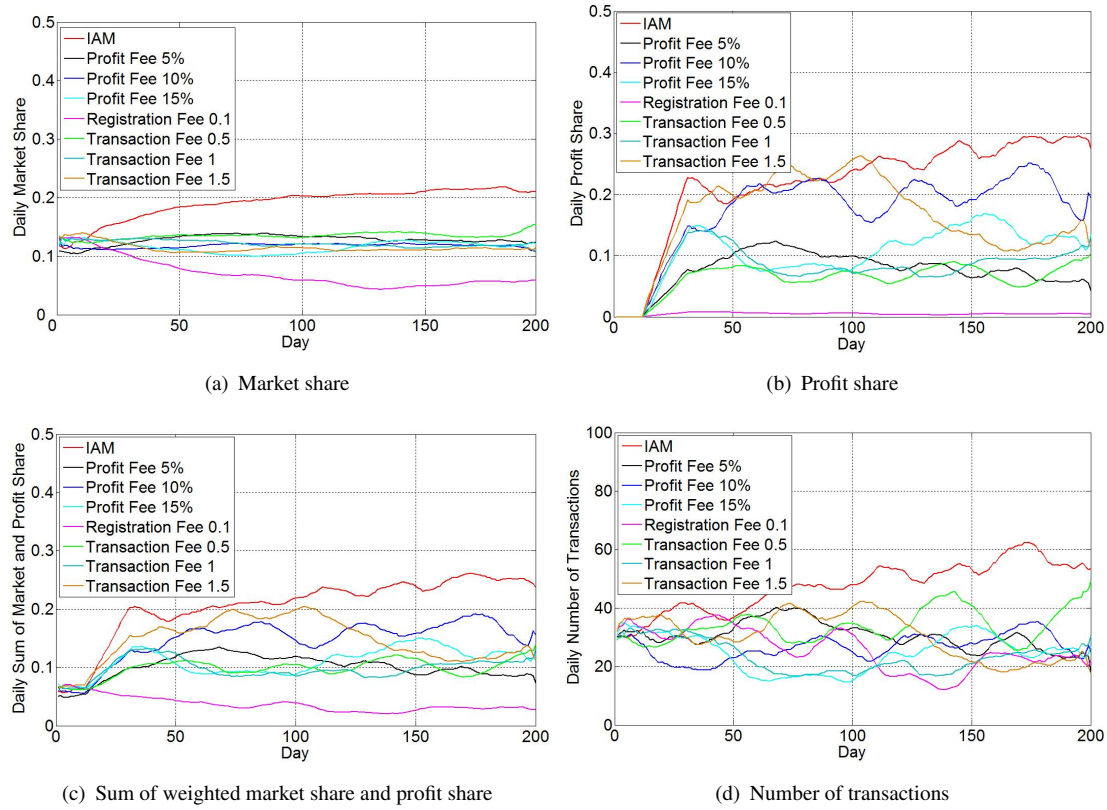 0.5
0.4
0.3
0.2
0.1
0
Daily Market Share
IAM
Profit Fee 5%
Profit Fee 10%
Profit Fee 15%
Registration Fee 0.1
Transaction Fee 0.5
Transaction Fee 1
Transaction Fee 1.5
0 50 100 150 200
Day
(a) Market share
0.5
0.4
0.3
0.2
0.1
0
Daily Profit Share
IAM
Profit Fee 5%
Profit Fee 10%
Profit Fee 15%
Registration Fee 0.1
Transaction Fee 0.5
Transaction Fee 1
Transaction Fee 1.5
0 50 100 150 200
Day
(b) Profit share
0.5
0.4
0.3
0.2
0.1
0
Daily Sum of Market and Profit Share
IAM
Profit Fee 5%
Profit Fee 10%
Profit Fee 15%
Registration Fee 0.1
Transaction Fee 0.5
Transaction Fee 1
Transaction Fee 1.5
0 50 100 150 200
Day
(c) Sum of weighted market share and profit share
100
80
60
40
20
0
Daily Number of Transactions
IAM
Profit Fee 5%
Profit Fee 10%
Profit Fee 15%
Registration Fee 0.1
Transaction Fee 0.5
Transaction Fee 1
Transaction Fee 1.5
0 50 100 150 200
Day
(d) Number of transactions